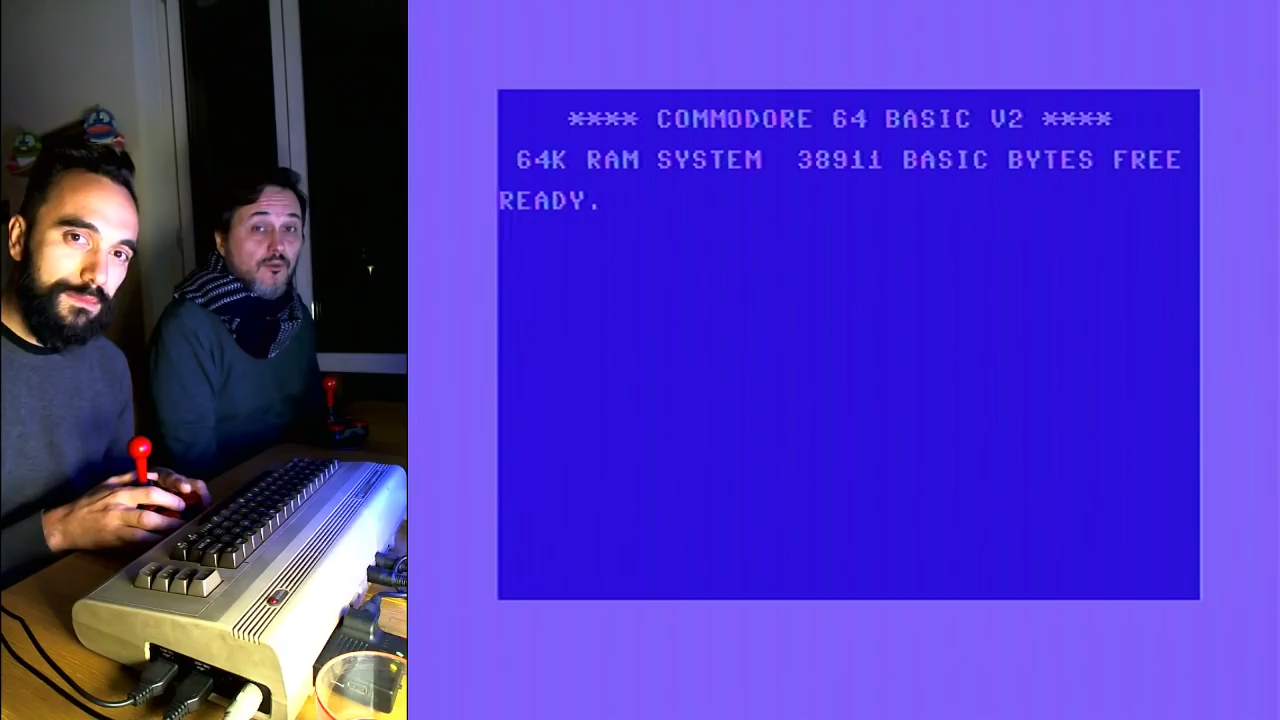 **** COMMODORE 64 BASIC V2 ****
64K RAM SYSTEM  38911 BASIC BYTES FREE
READY.